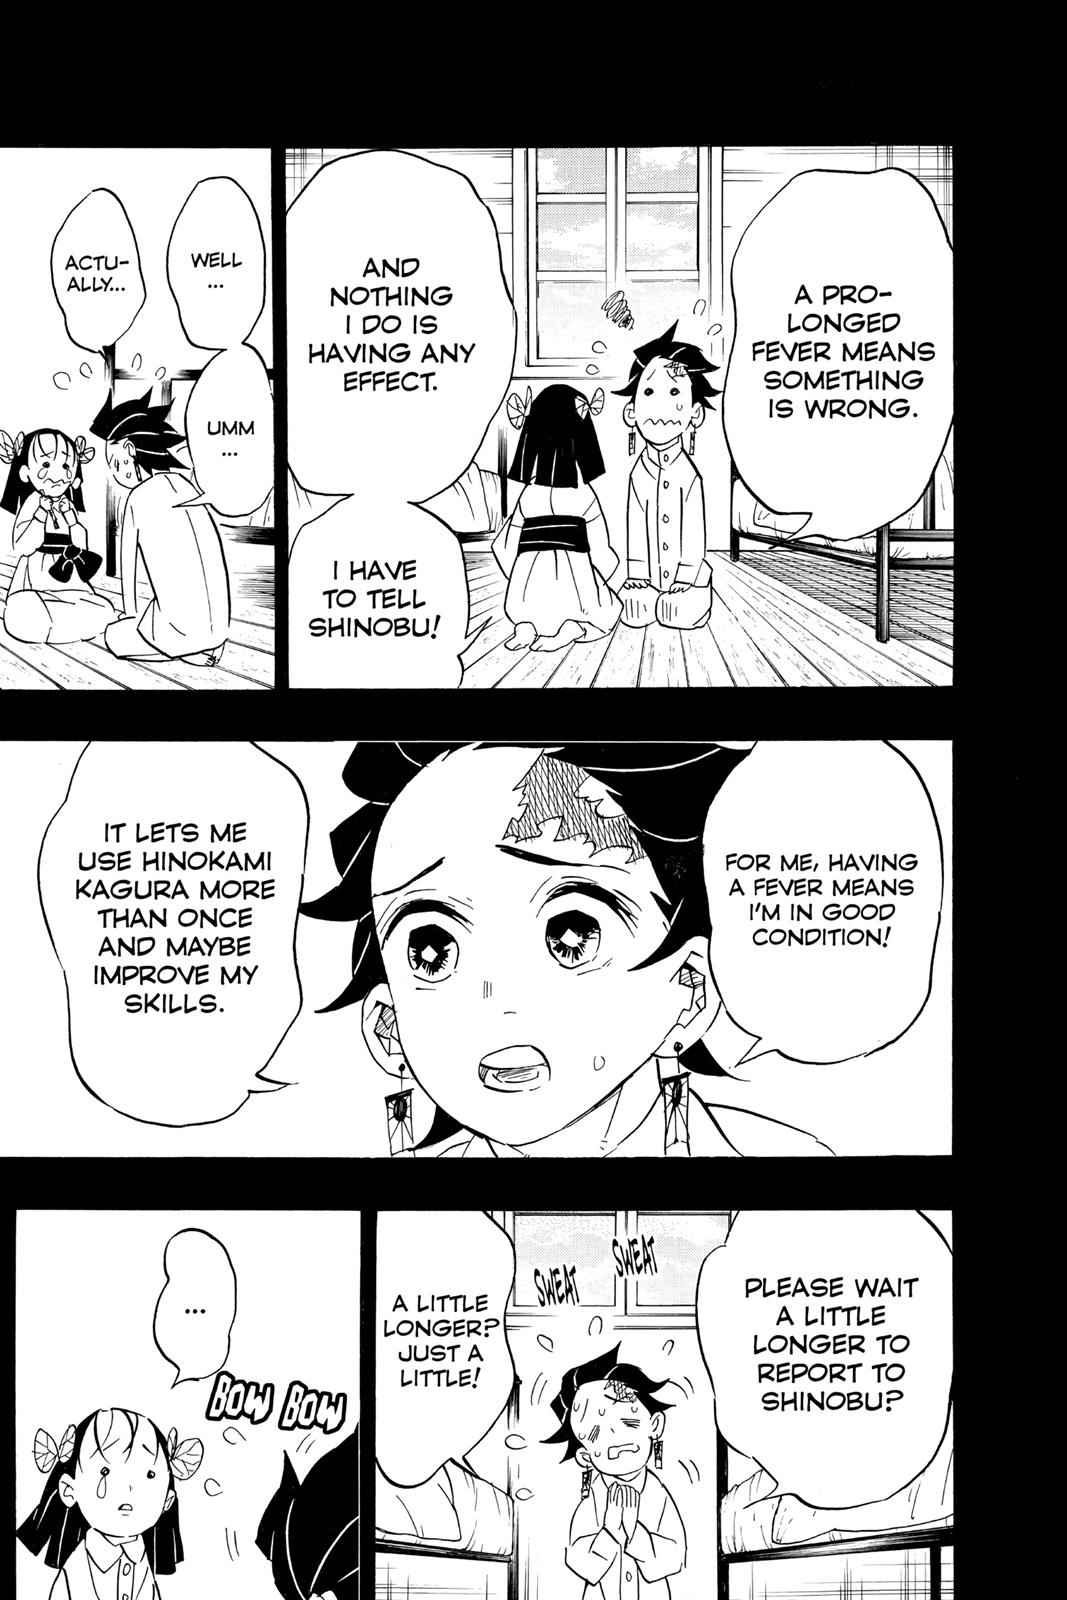 A PRO-
LONGED
FEVER MEANS
SOMETHING
IS WRONG.
AND
NOTHING
I DO IS
HAVING ANY
EFFECT.
I HAVE
TO TELL
SHINOBU!
WELL
...
UMM
...
ACTU-
ALLY...
FOR ME, HAVING
A FEVER MEANS
I'M IN GOOD
CONDITION!
IT LETS ME
USE HINOKAMI
KAGURA MORE
THAN ONCE
AND MAYBE
IMPROVE MY
SKILLS.
PLEASE WAIT
A LITTLE
LONGER TO
REPORT TO
SHINOBU?
SWEAT
SWEAT
A LITTLE
LONGER?
JUST A
LITTLE!
BOW BOW
...